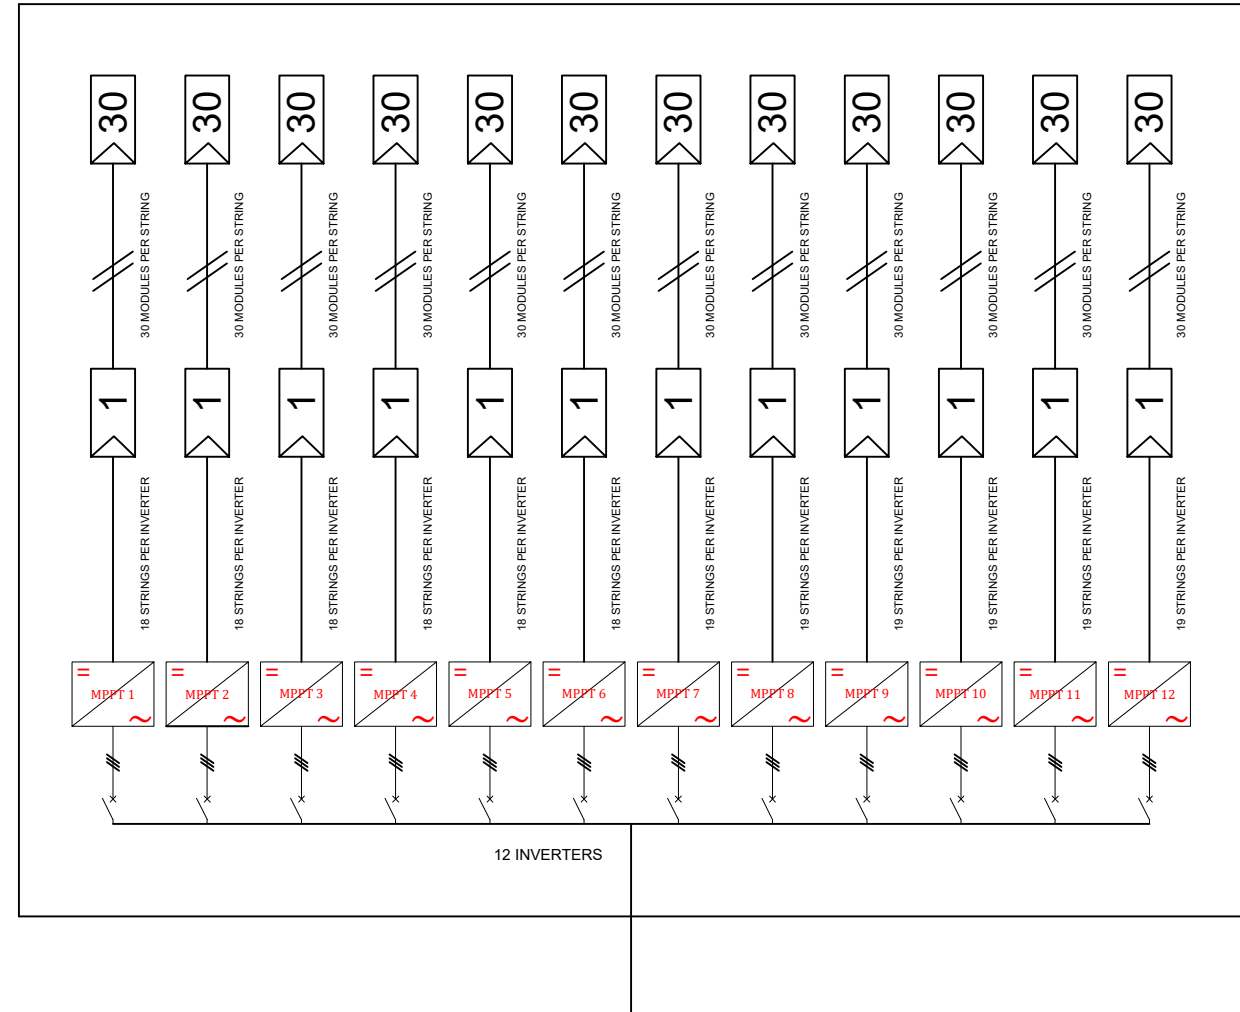 30 30 30 30 30 30 30 30 30 30 30 30
30 MODULES PER STRING
30 MODULES PER STRING
30 MODULES PER STRING
30 MODULES PER STRING
30 MODULES PER STRING
30 MODULES PER STRING
30 MODULES PER STRING
30 MODULES PER STRING
30 MODULES PER STRING
30 MODULES PER STRING
30 MODULES PER STRING
30 MODULES PER STRING
1 1 1 1 1 1 1 1 1 1 1 1
18 STRINGS PER INVERTER
18 STRINGS PER INVERTER
18 STRINGS PER INVERTER
18 STRINGS PER INVERTER
18 STRINGS PER INVERTER
18 STRINGS PER INVERTER
19 STRINGS PER INVERTER
19 STRINGS PER INVERTER
19 STRINGS PER INVERTER
19 STRINGS PER INVERTER
19 STRINGS PER INVERTER
19 STRINGS PER INVERTER
MPPT 1 MPPT 2 MPPT 3 MPPT 4 MPPT 5 MPPT 6 MPPT 7 MPPT 8 MPPT 9 MPPT 10 MPPT 11 MPPT 12
12 INVERTERS